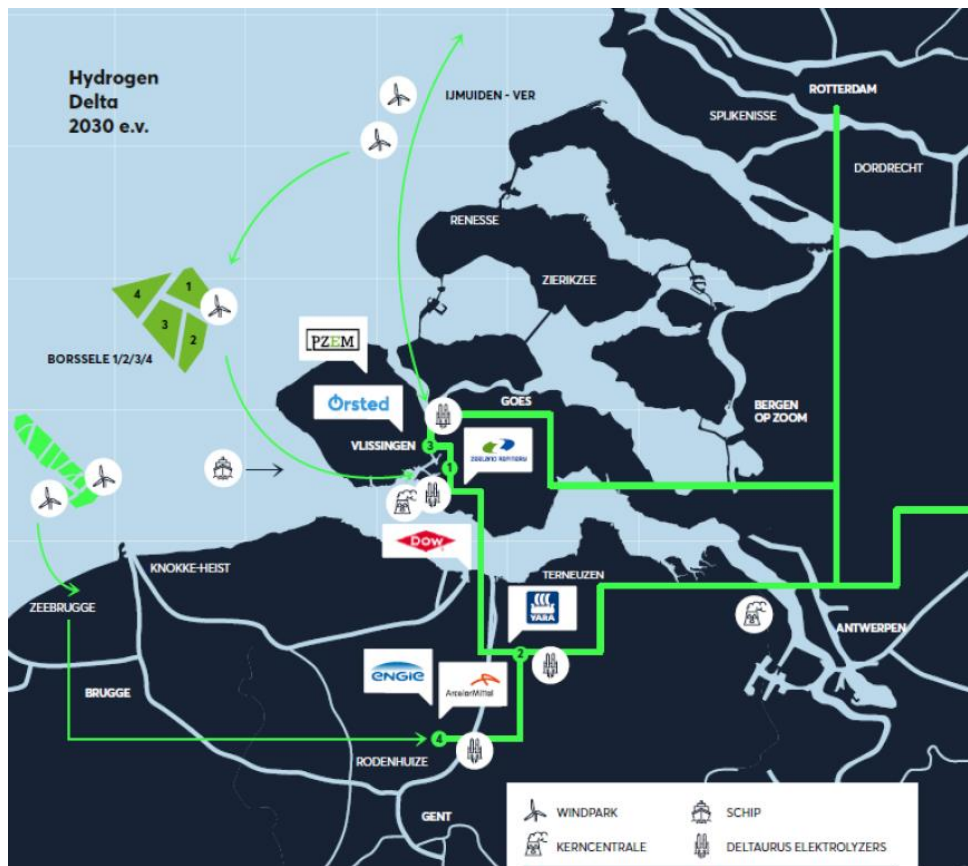 Hydrogen
Delta
2030 e.v.
IJMUIDEN - VER
ROTTERDAM
SPIJKENISSE
DORDRECHT
RENESSE
ZIERIKZEE
4
1
3
2
BORSSELE 1/2/3/4
PZEM
Ørsted
GOES
BERGEN
OP ZOOM
VLISSINGEN
3
ZEELAND REFINERY
1
Dow
KNOKKE-HEIST
TERNEUZEN
YARA
ZEEBRUGGE
ANTWERPEN
2
ENGIE
ArcelorMittal
BRUGGE
4
RODENHUIZE
GENT
WINDPARK
SCHIP
KERNCENTRALE
DELTAURUS ELEKTROLYZERS